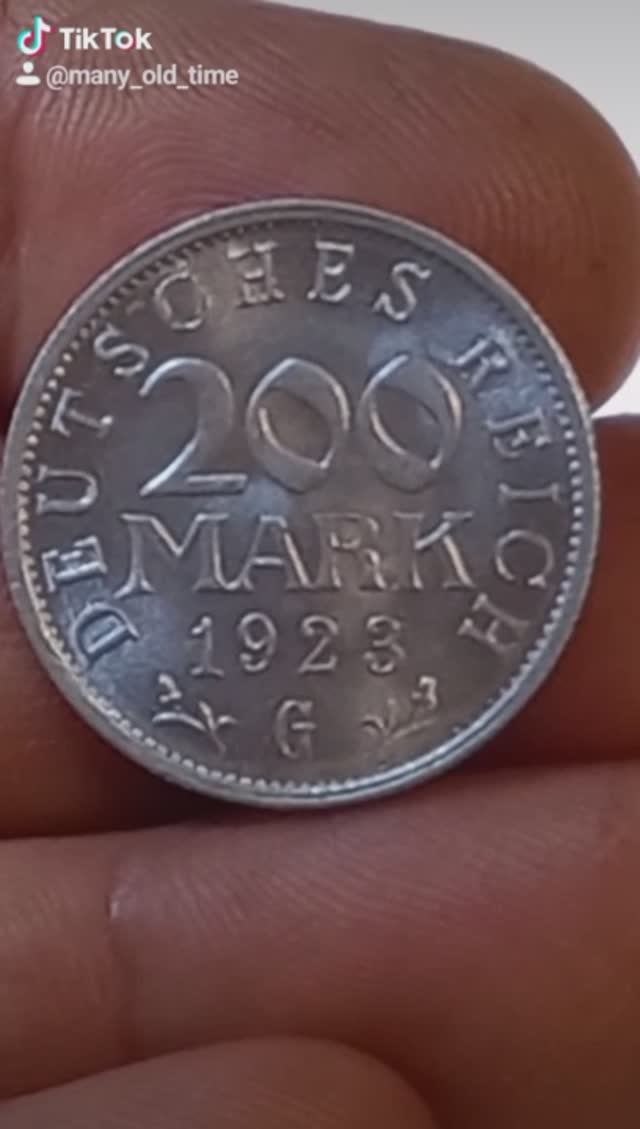 TikTok
@many_old_time
DEUTSCHES REICH
200
MARK
1923
G